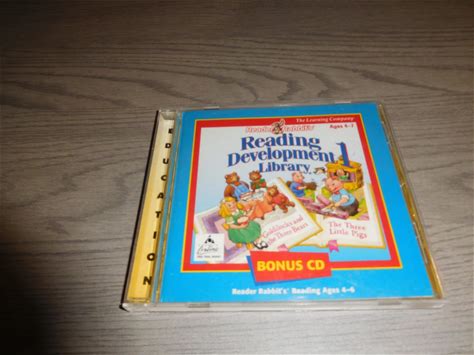 EDUCATION
The Learning Company®
Reader Rabbit's®
Ages 4-7
Reading
Development 1
Library
Goldilocks and
the Three Bears
The Three
Little Pigs
BONUS CD
Reader Rabbit's® Reading Ages 4-6